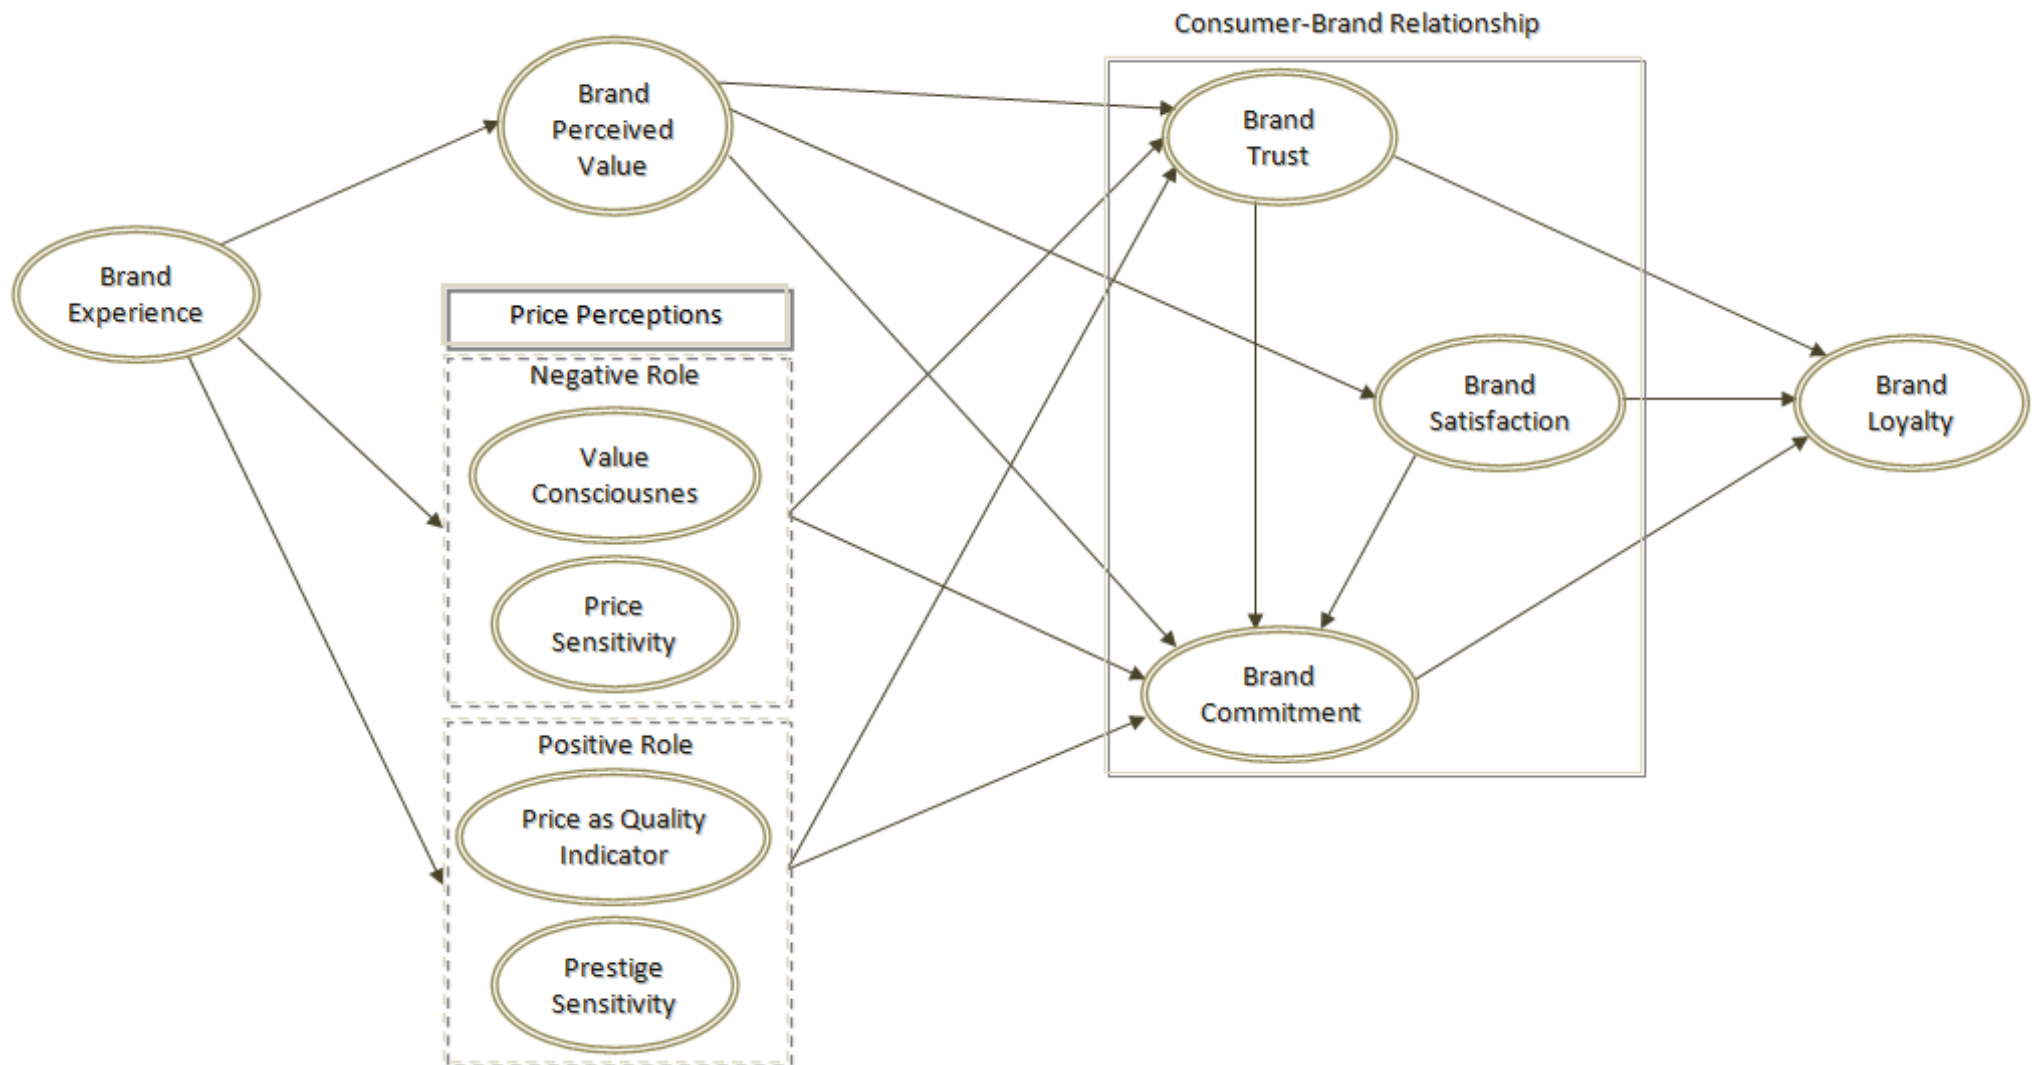 Consumer-Brand Relationship
Brand
Perceived
Value
Brand
Trust
Brand
Experience
Price Perceptions
Negative Role
Value
Consciousnes
Price
Sensitivity
Positive Role
Price as Quality
Indicator
Prestige
Sensitivity
Brand
Satisfaction
Brand
Commitment
Brand
Loyalty